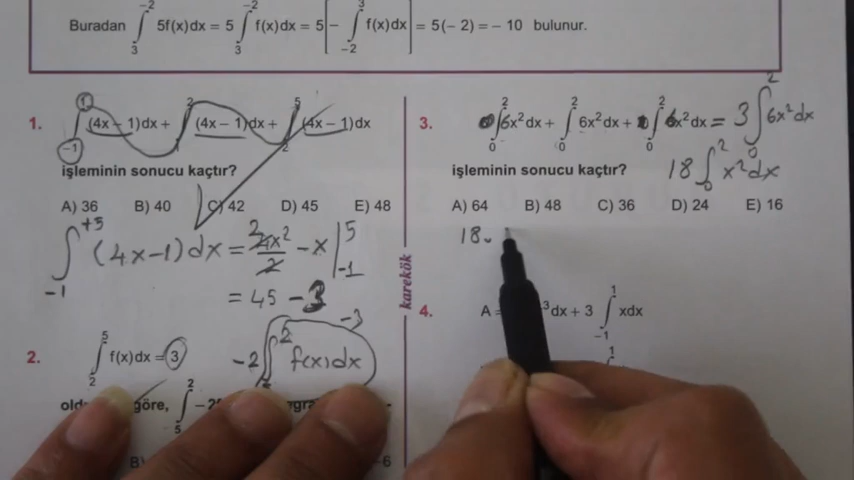 Buradan ∫₃⁻² 5f(x)dx = 5 ∫₃⁻² f(x)dx = 5[− ∫₋₂³ f(x)dx] = 5(− 2) = − 10 bulunur.
1. ∫₋₁¹ (4x − 1)dx + ∫₁² (4x − 1)dx + ∫₂⁵ (4x − 1)dx
işleminin sonucu kaçtır?
A) 36 B) 40 C) 42 D) 45 E) 48
∫₋₁⁺⁵ (4x−1)dx = 4x²/2 − x |₋₁⁵
= 45 − 3
2. ∫₂⁵ f(x)dx = 3
−2 ∫ f(x)dx
−3
göre, ∫₅² −2
B)
−6
karekök
3. ∫₀² 6x²dx + ∫₀² 6x²dx + ∫₀² 6x²dx = 3 ∫₀² 6x²dx
işleminin sonucu kaçtır?
18 ∫₀² x²dx
A) 64 B) 48 C) 36 D) 24 E) 16
18.
4. A = ³dx + 3 ∫₋₁¹ xdx